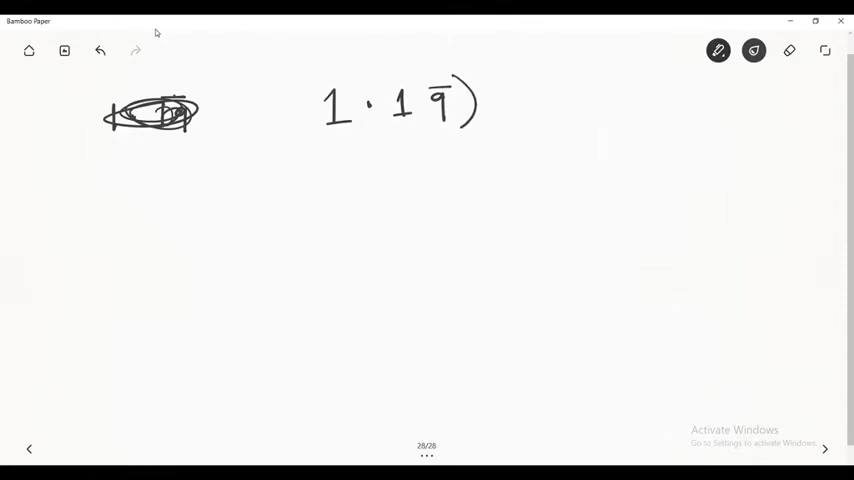 Bamboo Paper
1 . 1 9̅ )
28/28
Activate Windows
Go to Settings to activate Windows.